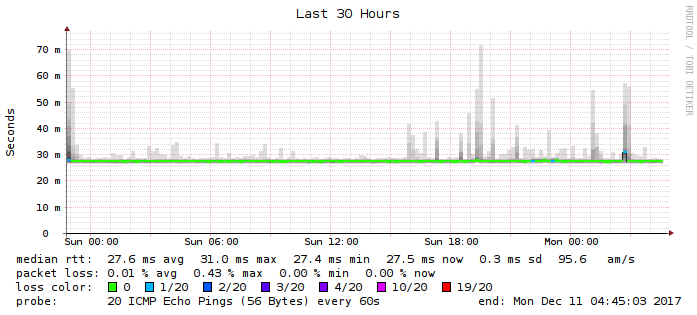 Last 30 Hours
RRDTOOL / TOBI OETIKER
Seconds
70 m
60 m
50 m
40 m
30 m
20 m
10 m
0
Sun 00:00 Sun 06:00 Sun 12:00 Sun 18:00 Mon 00:00
median rtt: 27.6 ms avg 31.0 ms max 27.4 ms min 27.5 ms now 0.3 ms sd 95.6 am/s
packet loss: 0.01 % avg 0.43 % max 0.00 % min 0.00 % now
loss color: 0 1/20 2/20 3/20 4/20 10/20 19/20
probe: 20 ICMP Echo Pings (56 Bytes) every 60s end: Mon Dec 11 04:45:03 2017